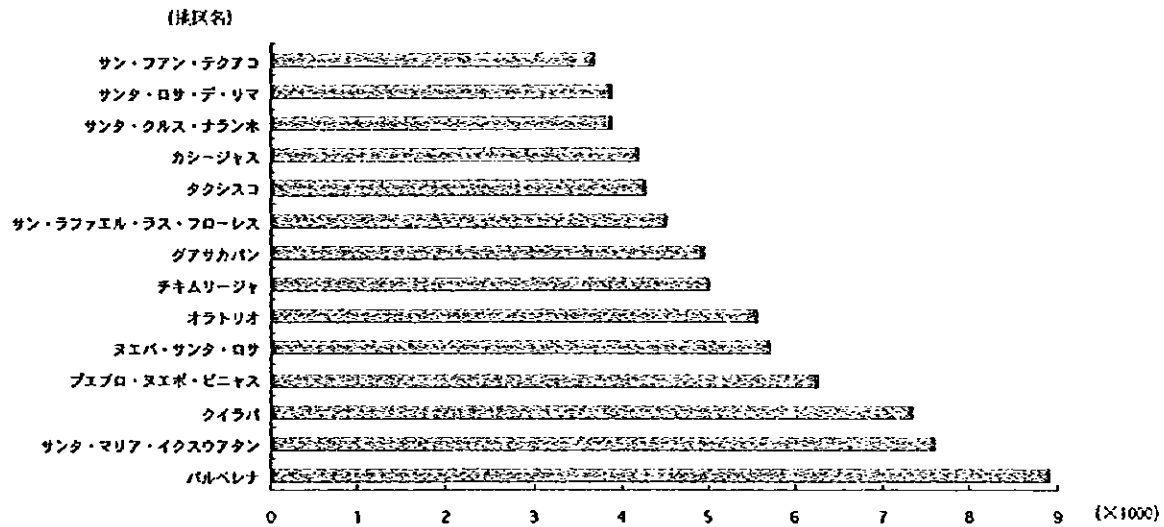 (地区名)
サン・フアン・テクアコ
サンタ・ロサ・デ・リマ
サンタ・クルス・ナランホ
カシージャス
タクシスコ
サン・ラファエル・ラス・フローレス
グアサカパン
チキムリージャ
オラトリオ
ヌエバ・サンタ・ロサ
プエブロ・ヌエボ・ビニャス
クイラパ
サンタ・マリア・イクスウアタン
バルベレナ
0 1 2 3 4 5 6 7 8 9 (×1000)